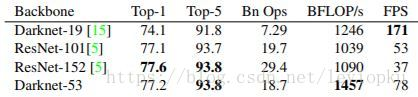 Backbone Top-1 Top-5 Bn Ops BFLOP/s FPS
Darknet-19 [15] 74.1 91.8 7.29 1246 171
ResNet-101[5] 77.1 93.7 19.7 1039 53
ResNet-152 [5] 77.6 93.8 29.4 1090 37
Darknet-53 77.2 93.8 18.7 1457 78